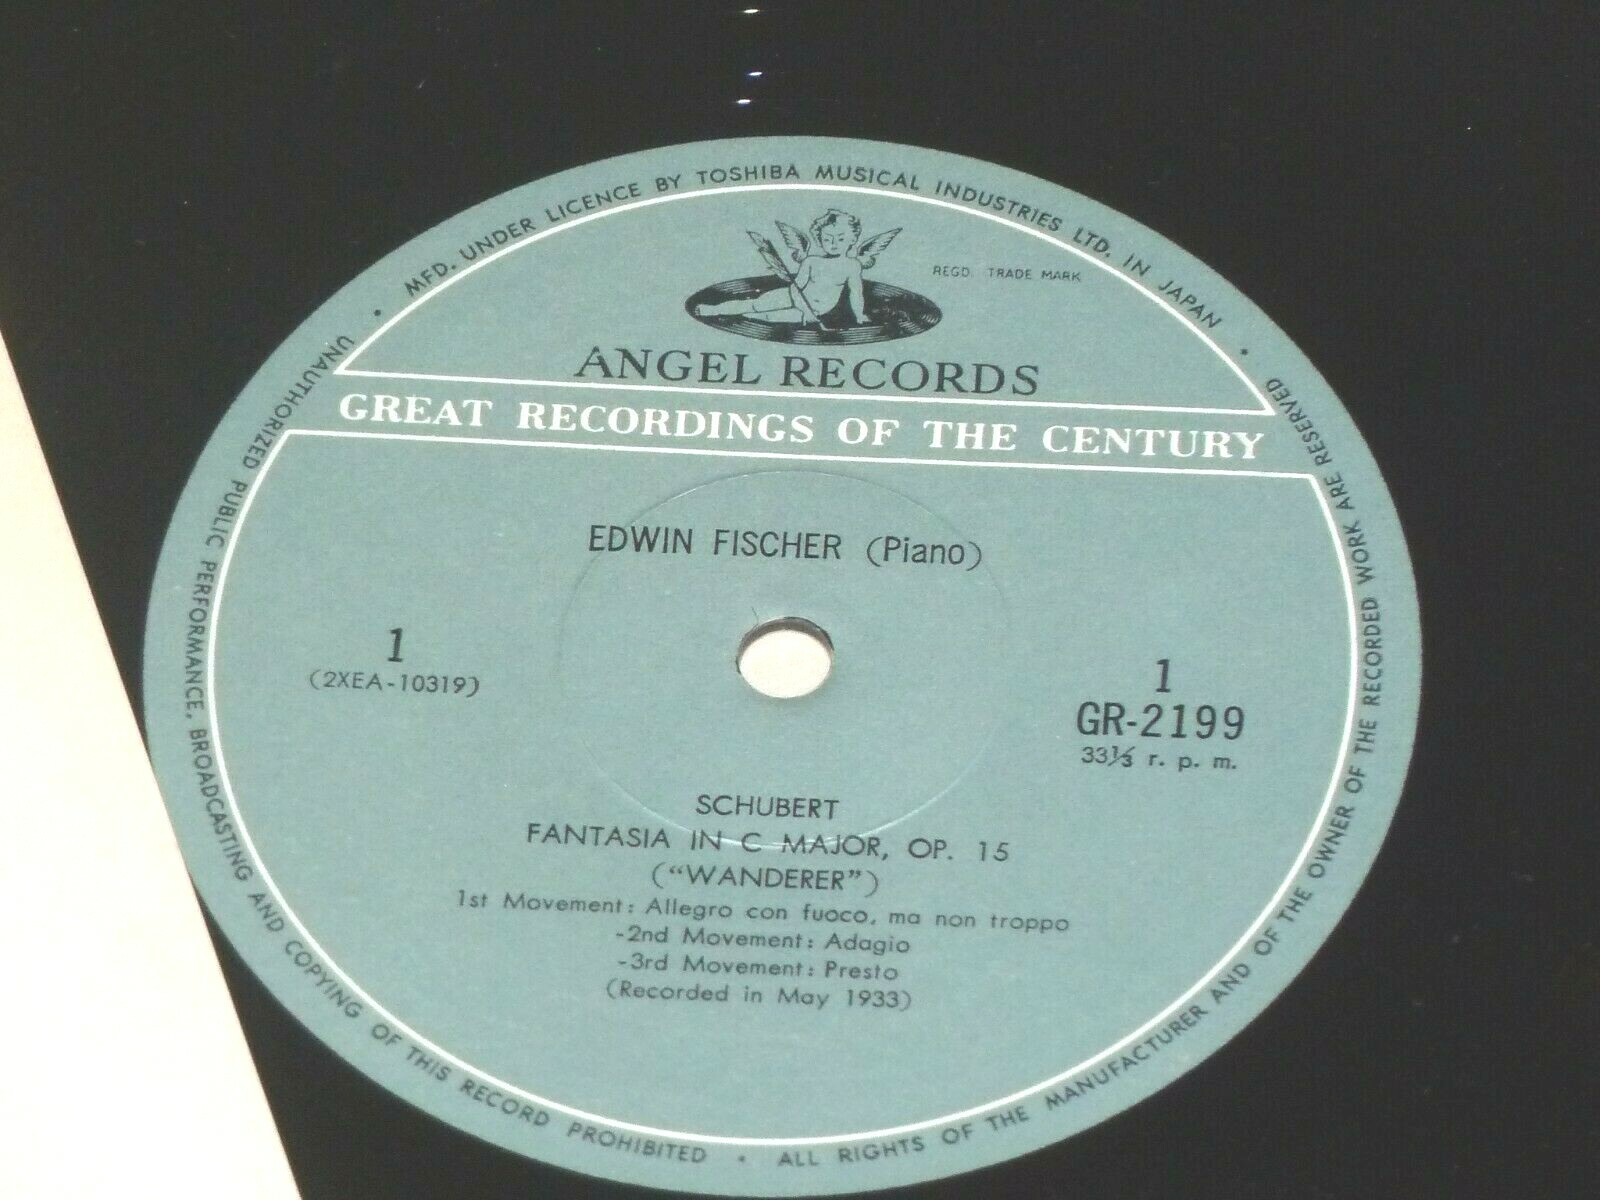 MFD. UNDER LICENCE BY TOSHIBA MUSICAL INDUSTRIES LTD. IN JAPAN
REGD. TRADE MARK
ANGEL RECORDS
GREAT RECORDINGS OF THE CENTURY
EDWIN FISCHER (Piano)
1
(2XEA-10319)
1
GR-2199
33⅓ r. p. m.
SCHUBERT
FANTASIA IN C MAJOR, OP. 15
("WANDERER")
1st Movement: Allegro con fuoco, ma non troppo
-2nd Movement: Adagio
-3rd Movement: Presto
(Recorded in May 1933)
UNAUTHORIZED PUBLIC PERFORMANCE, BROADCASTING AND COPYING OF THIS RECORD PROHIBITED • ALL RIGHTS OF THE MANUFACTURER AND OF THE OWNER OF THE RECORDED WORK ARE RESERVED